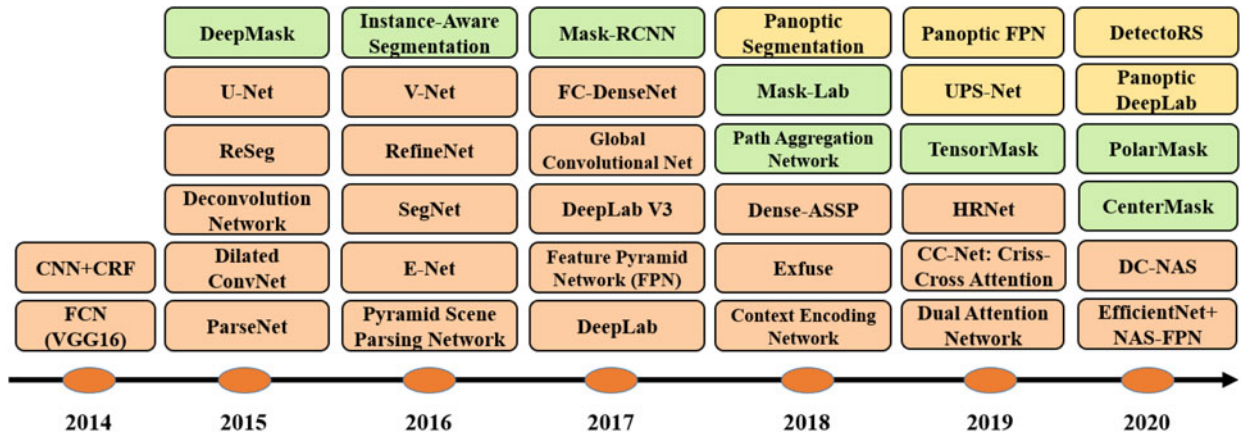 DeepMask
Instance-Aware
Segmentation
Mask-RCNN
Panoptic
Segmentation
Panoptic FPN
DetectoRS
U-Net
V-Net
FC-DenseNet
Mask-Lab
UPS-Net
Panoptic
DeepLab
ReSeg
RefineNet
Global
Convolutional Net
Path Aggregation
Network
TensorMask
PolarMask
Deconvolution
Network
SegNet
DeepLab V3
Dense-ASSP
HRNet
CenterMask
CNN+CRF
Dilated
ConvNet
E-Net
Feature Pyramid
Network (FPN)
Exfuse
CC-Net: Criss-
Cross Attention
DC-NAS
FCN
(VGG16)
ParseNet
Pyramid Scene
Parsing Network
DeepLab
Context Encoding
Network
Dual Attention
Network
EfficientNet+
NAS-FPN
2014
2015
2016
2017
2018
2019
2020